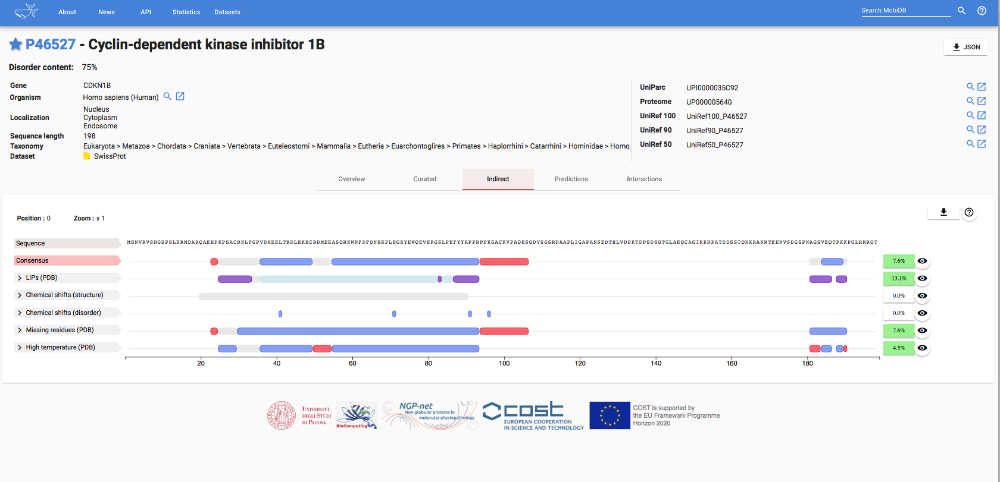 About News API Statistics Datasets Search MobiDB
P46527 - Cyclin-dependent kinase inhibitor 1B
JSON
Disorder content: 75%
Gene CDKN1B
Organism Homo sapiens (Human)
Localization Nucleus
Cytoplasm
Endosome
Sequence length 198
Taxonomy Eukaryota > Metazoa > Chordata > Craniata > Vertebrata > Euteleostomi > Mammalia > Eutheria > Euarchontoglires > Primates > Haplorrhini > Catarrhini > Hominidae > Homo
Dataset SwissProt
UniParc UPI0000035C92
Proteome UP000005640
UniRef 100 UniRef100_P46527
UniRef 90 UniRef90_P46527
UniRef 50 UniRef50_P46527
Overview Curated Indirect Predictions Interactions
Position : 0 Zoom : x 1
Sequence MSNVRVSNGSPSLERMDARQAEHPKPSACRNLFGPVDHEELTRDLEKHCRDMEEASQRKWNFDFQNHKPLEGKYEWQEVEKGSLPEFYYRPPRPPKGACKVPAQESQDVSGSRPAAPLIGAPANSEDTHLVDPKTDPSDSQTGLAEQCAGIRKRPATDDSSTQNKRANRTEENVSDGSPNAGSVEQTPKKPGLRRRQT
Consensus 7.6%
LIPs (PDB) 13.1%
Chemical shifts (structure) 0.0%
Chemical shifts (disorder) 0.0%
Missing residues (PDB) 7.6%
High temperature (PDB) 4.5%
20 40 60 80 100 120 140 160 180
UNIVERSITÀ
DEGLI STUDI
DI PADOVA
BioComputing
NGP-net
Non-globular proteins in
molecular physiopathology
cost
EUROPEAN COOPERATION
IN SCIENCE AND TECHNOLOGY
COST is supported by
the EU Framework Programme
Horizon 2020